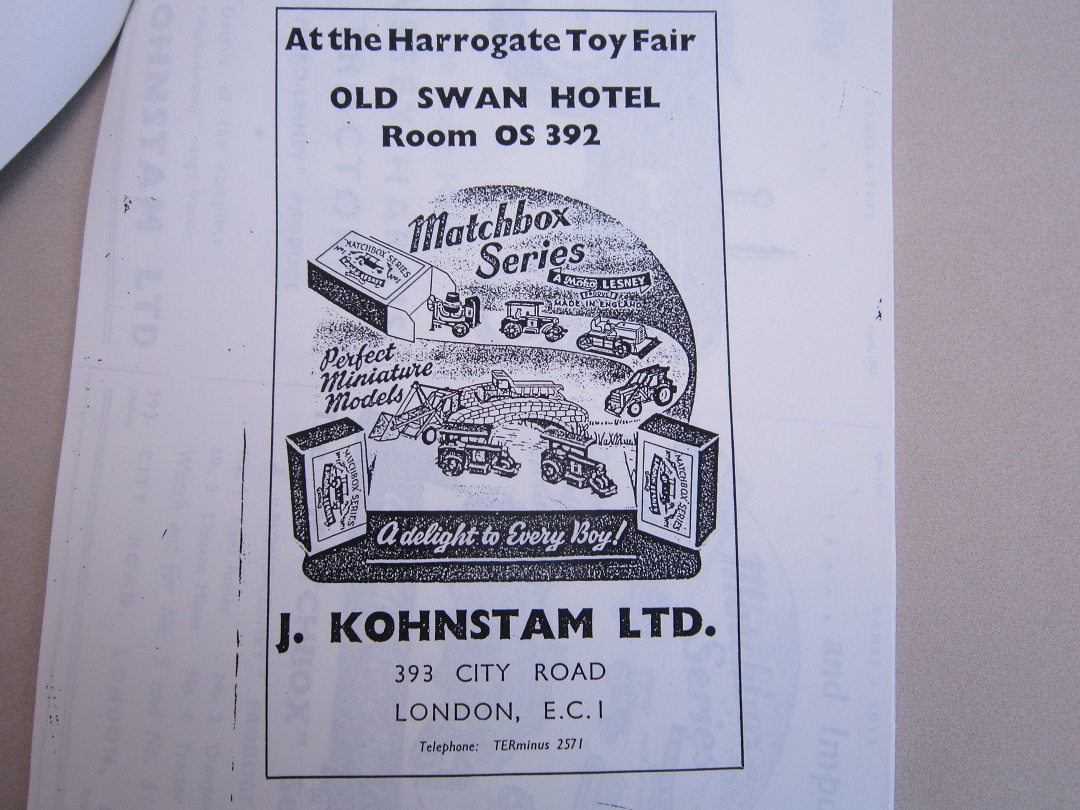 At the Harrogate Toy Fair
OLD SWAN HOTEL
Room OS 392
Matchbox
Series
A Moko LESNEY
PRODUCT
MADE IN ENGLAND
MATCHBOX SERIES
Perfect
Miniature
Models
MATCHBOX SERIES
MATCHBOX SERIES
A delight to Every Boy!
J. KOHNSTAM LTD.
393 CITY ROAD
LONDON, E.C.1
Telephone: TERminus 2571